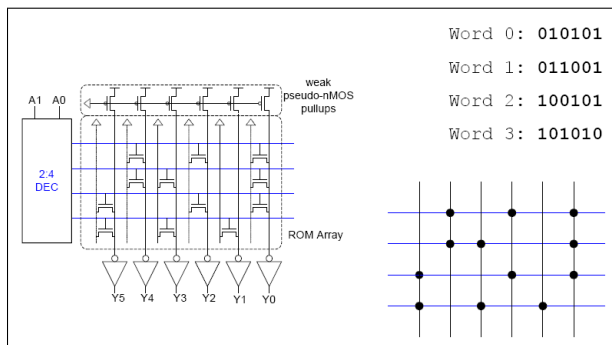 Word 0: 010101
Word 1: 011001
Word 2: 100101
Word 3: 101010
weak
pseudo-nMOS
pullups
A1 A0
2:4
DEC
ROM Array
Y5 Y4 Y3 Y2 Y1 Y0